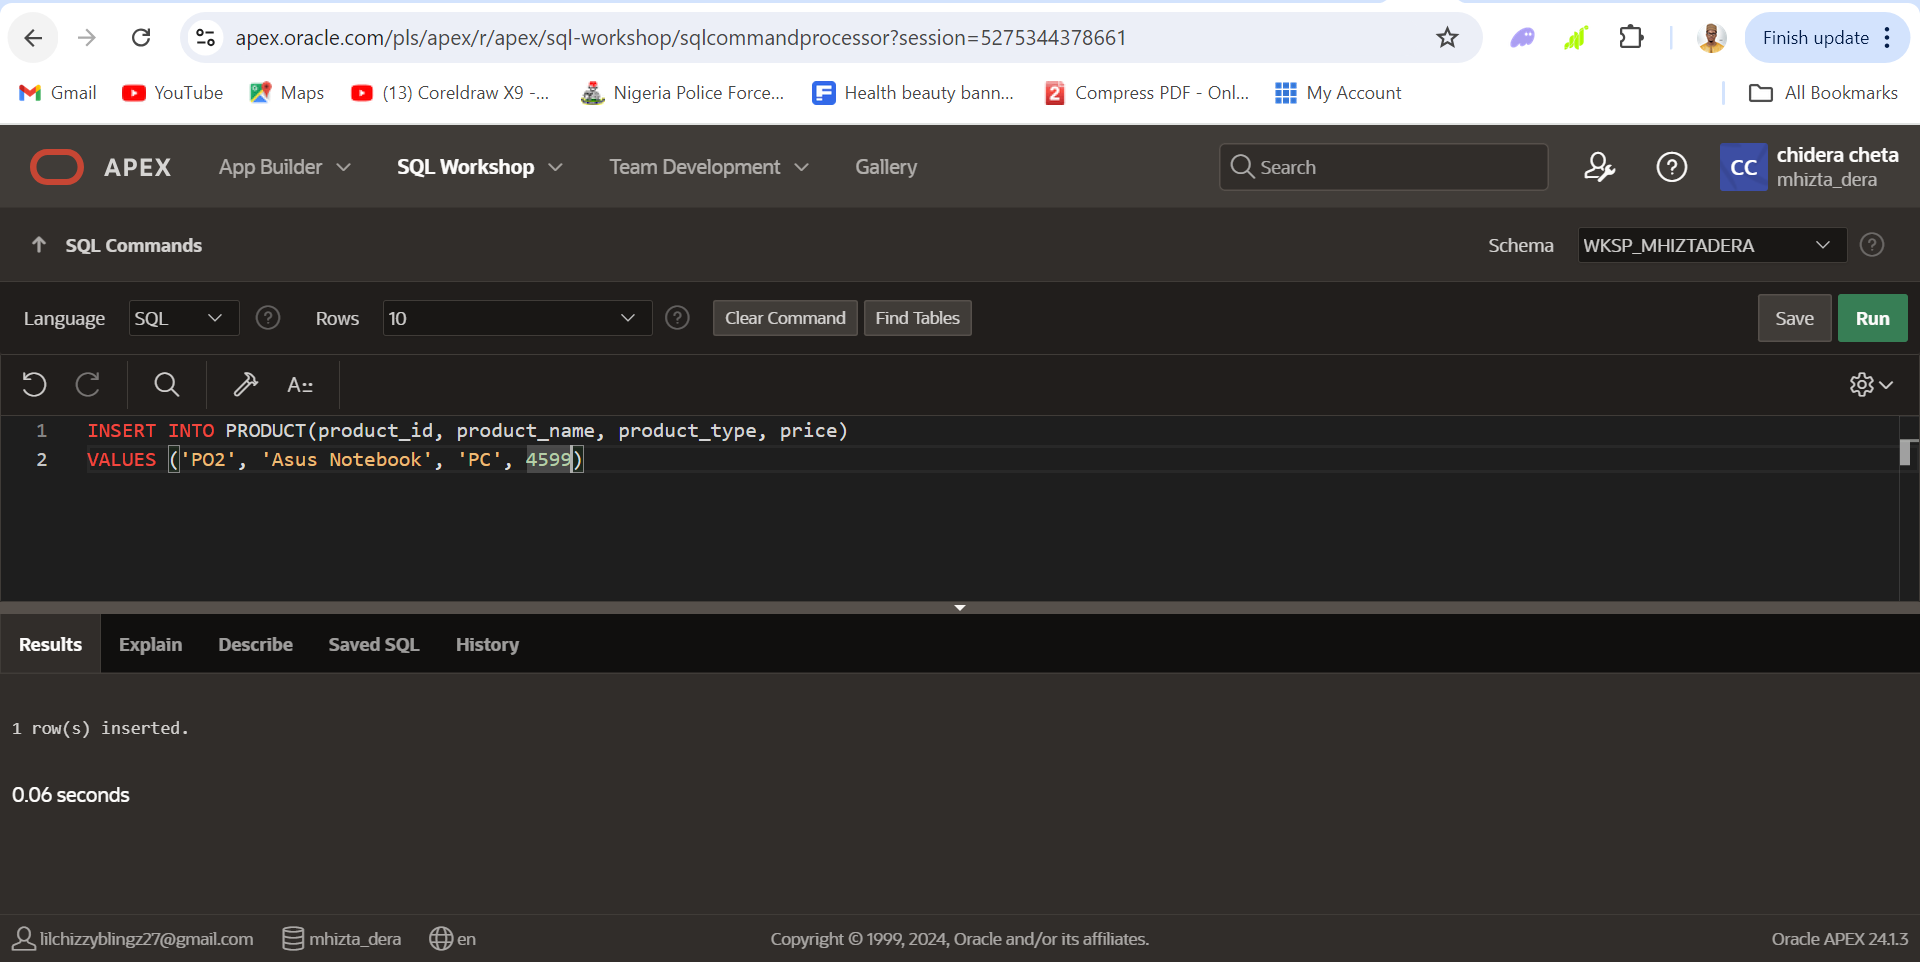 apex.oracle.com/pls/apex/r/apex/sql-workshop/sqlcommandprocessor?session=5275344378661
Finish update
Gmail YouTube Maps (13) Coreldraw X9 -... Nigeria Police Force... Health beauty bann... Compress PDF - Onl... My Account All Bookmarks
APEX App Builder SQL Workshop Team Development Gallery Search CC chidera cheta
mhizta_dera
SQL Commands Schema WKSP_MHIZTADERA
Language SQL Rows 10 Clear Command Find Tables Save Run
1 INSERT INTO PRODUCT(product_id, product_name, product_type, price)
2 VALUES ('PO2', 'Asus Notebook', 'PC', 4599)
Results Explain Describe Saved SQL History
1 row(s) inserted.
0.06 seconds
lilchizzyblingz27@gmail.com mhizta_dera en Copyright © 1999, 2024, Oracle and/or its affiliates. Oracle APEX 24.1.3